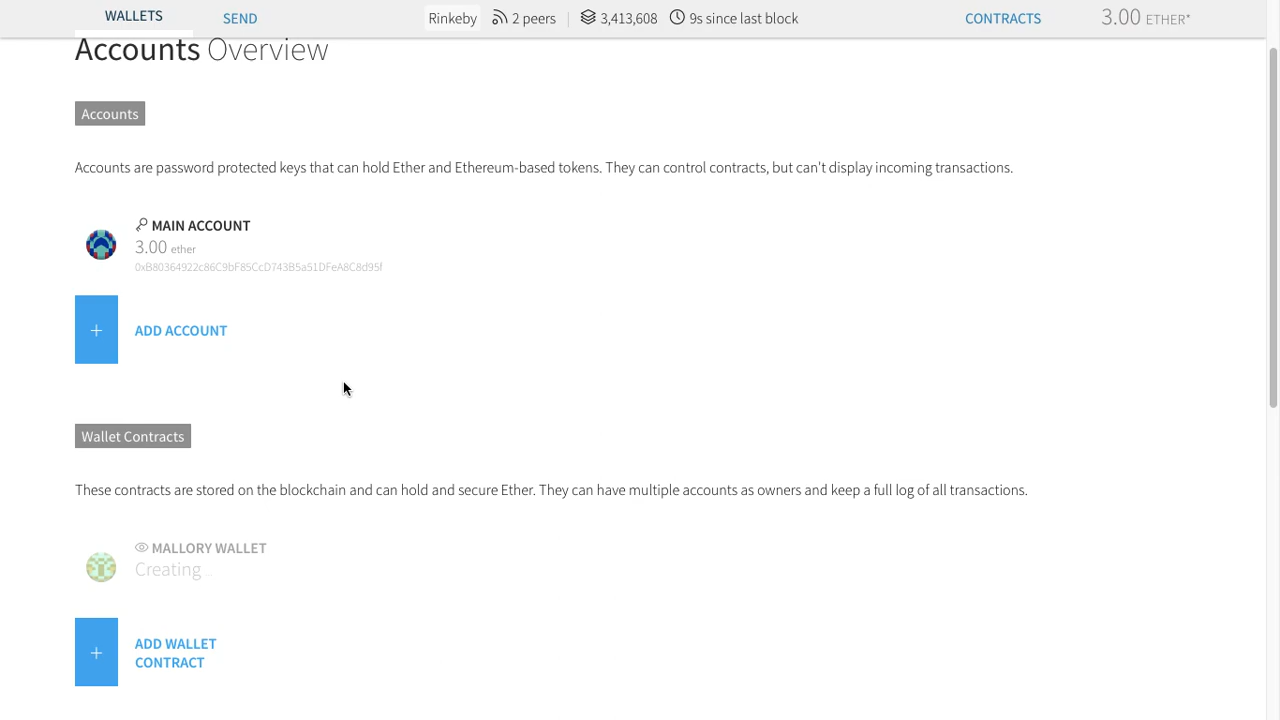 WALLETS SEND Rinkeby 2 peers 3,413,608 9s since last block CONTRACTS 3.00 ETHER*
Accounts Overview
Accounts
Accounts are password protected keys that can hold Ether and Ethereum-based tokens. They can control contracts, but can't display incoming transactions.
MAIN ACCOUNT
3.00 ether
0xB80364922c86C9bF85CcD743B5a51DFeA8C8d95f
+ ADD ACCOUNT
Wallet Contracts
These contracts are stored on the blockchain and can hold and secure Ether. They can have multiple accounts as owners and keep a full log of all transactions.
MALLORY WALLET
Creating ..
+ ADD WALLET
CONTRACT